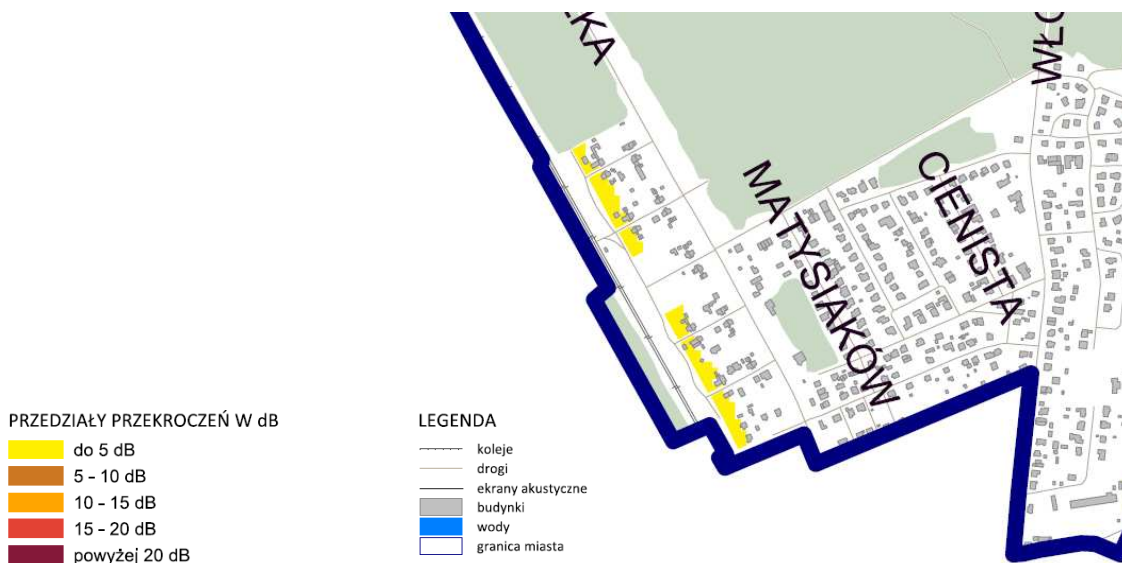 MATYSIAKÓW
CIENISTA
PRZEDZIAŁY PRZEKROCZEŃ W dB
do 5 dB
5 - 10 dB
10 - 15 dB
15 - 20 dB
powyżej 20 dB
LEGENDA
koleje
drogi
ekrany akustyczne
budynki
wody
granica miasta